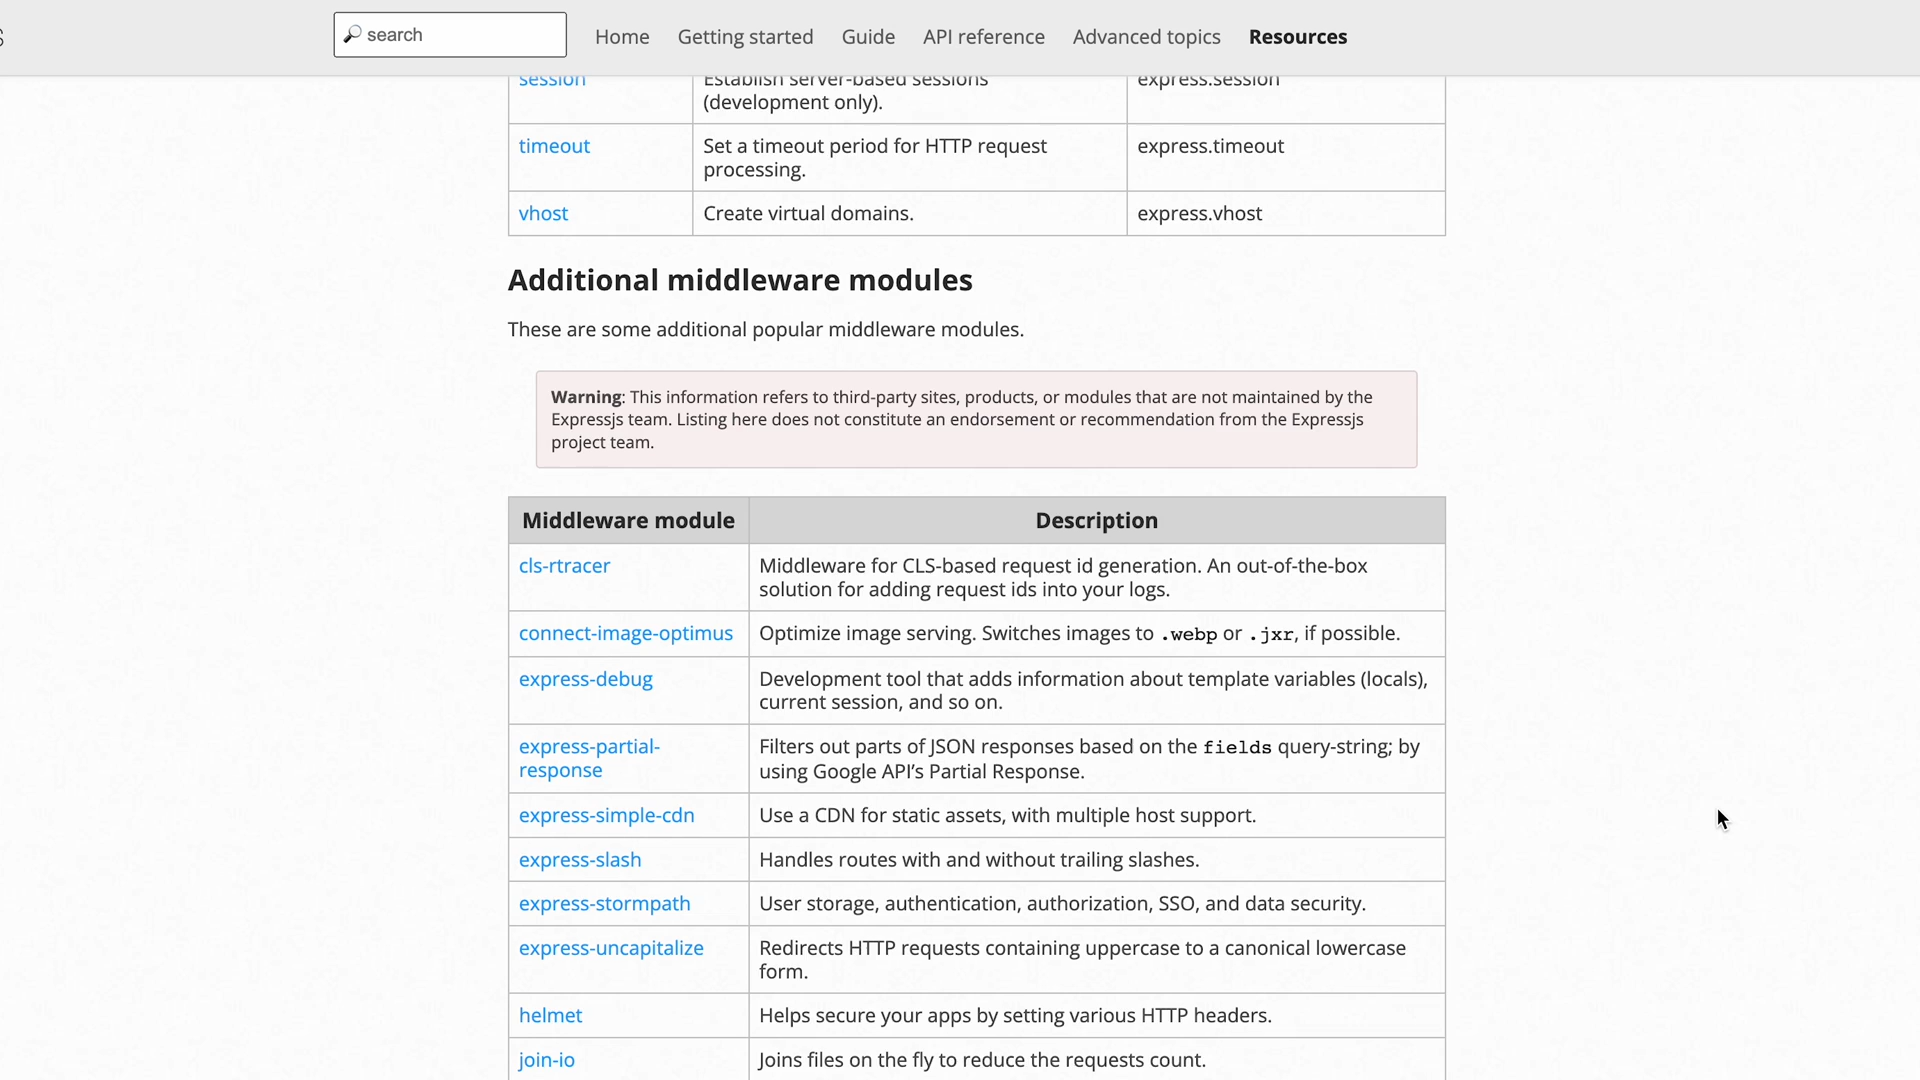 search
Home Getting started Guide API reference Advanced topics Resources
session Establish server-based sessions express.session
(development only).
timeout Set a timeout period for HTTP request express.timeout
processing.
vhost Create virtual domains. express.vhost
Additional middleware modules
These are some additional popular middleware modules.
Warning: This information refers to third-party sites, products, or modules that are not maintained by the
Expressjs team. Listing here does not constitute an endorsement or recommendation from the Expressjs
project team.
Middleware module Description
cls-rtracer Middleware for CLS-based request id generation. An out-of-the-box
solution for adding request ids into your logs.
connect-image-optimus Optimize image serving. Switches images to .webp or .jxr, if possible.
express-debug Development tool that adds information about template variables (locals),
current session, and so on.
express-partial- Filters out parts of JSON responses based on the fields query-string; by
response using Google API’s Partial Response.
express-simple-cdn Use a CDN for static assets, with multiple host support.
express-slash Handles routes with and without trailing slashes.
express-stormpath User storage, authentication, authorization, SSO, and data security.
express-uncapitalize Redirects HTTP requests containing uppercase to a canonical lowercase
form.
helmet Helps secure your apps by setting various HTTP headers.
join-io Joins files on the fly to reduce the requests count.